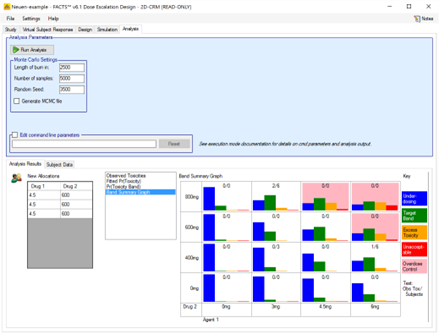 Neuen-example - FACTS™ v6.1 Dose Escalation Design - 2D-CRM (READ-ONLY)
File Settings Help
Notes
Study Virtual Subject Response Design Simulation Analysis
Analysis Parameters
Run Analysis
Monte Carlo Settings
Length of burn in: 2500
Number of samples 5000
Random Seed: 3500
Generate MCMC file
Edit command line parameters
Reset
See execution mode documentation for details on cmd parameters and analysis output.
Analysis Results Subject Data
New Allocations
Drug 1 Drug 2
4.5 600
4.5 600
4.5 600
Observed Toxicities
Fitted Pr(Toxicity)
Pr(Toxicity Band)
Band Summary Graph
Band Summary Graph
Key
800mg 0/0 2/6 0/0 0/0
600mg 0/0 0/0 0/0 0/0
400mg 0/0 0/3 1/6
0mg 0/0 0/0 0/0 0/0
Drug 2 0mg 3mg 4.5mg 6mg
Agent 1
Under-
dosing
Target
Band
Excess
Toxicity
Unaccept-
able
Overdose
Control
Text:
Obs Tox/
Subjects